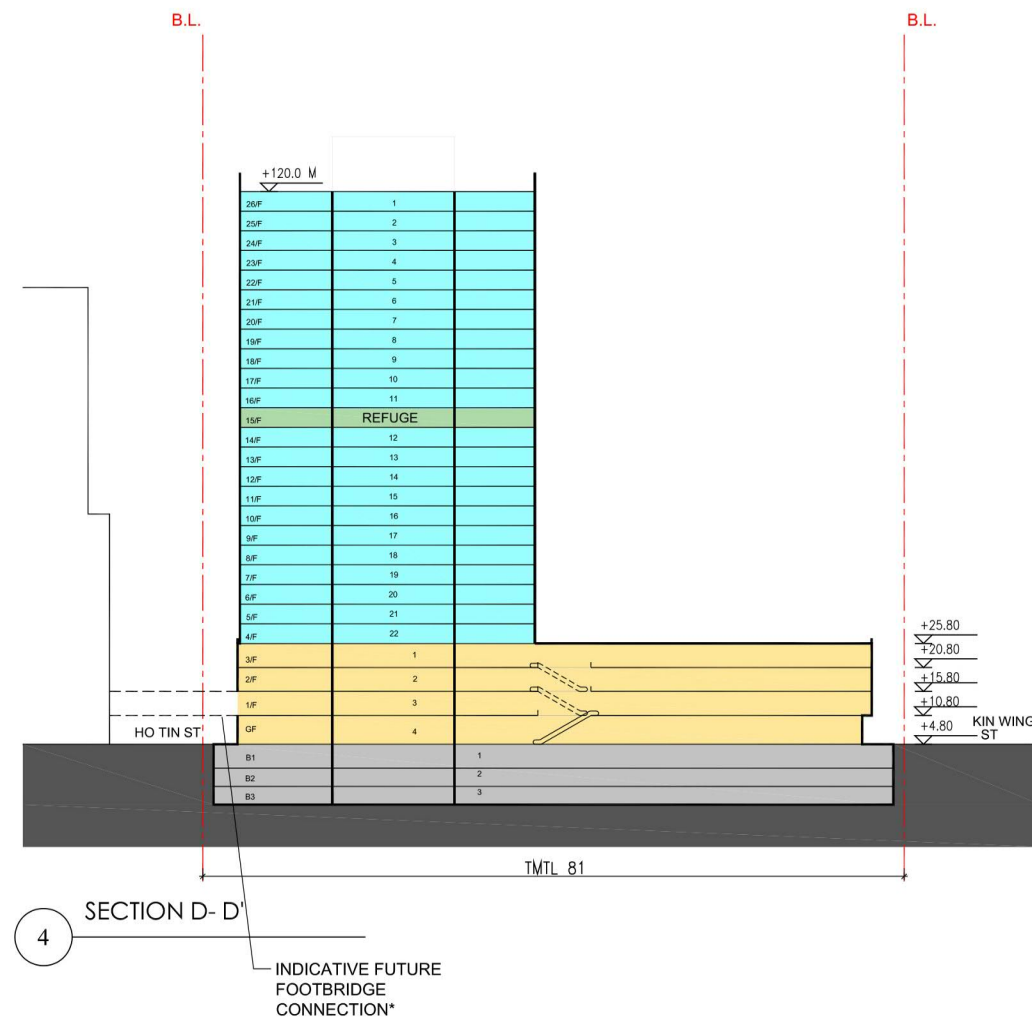 B.L.
B.L.
+120.0 M
26/F 1
25/F 2
24/F 3
23/F 4
22/F 5
21/F 6
20/F 7
19/F 8
18/F 9
17/F 10
16/F 11
15/F REFUGE
14/F 12
13/F 13
12/F 14
11/F 15
10/F 16
9/F 17
8/F 18
7/F 19
6/F 20
5/F 21
4/F 22
+25.80
3/F 1
+20.80
2/F 2
+15.80
1/F 3
+10.80
HO TIN ST
GF 4
+4.80
KIN WING
ST
B1 1
B2 2
B3 3
TMTL 81
4
SECTION D- D'
INDICATIVE FUTURE
FOOTBRIDGE
CONNECTION*